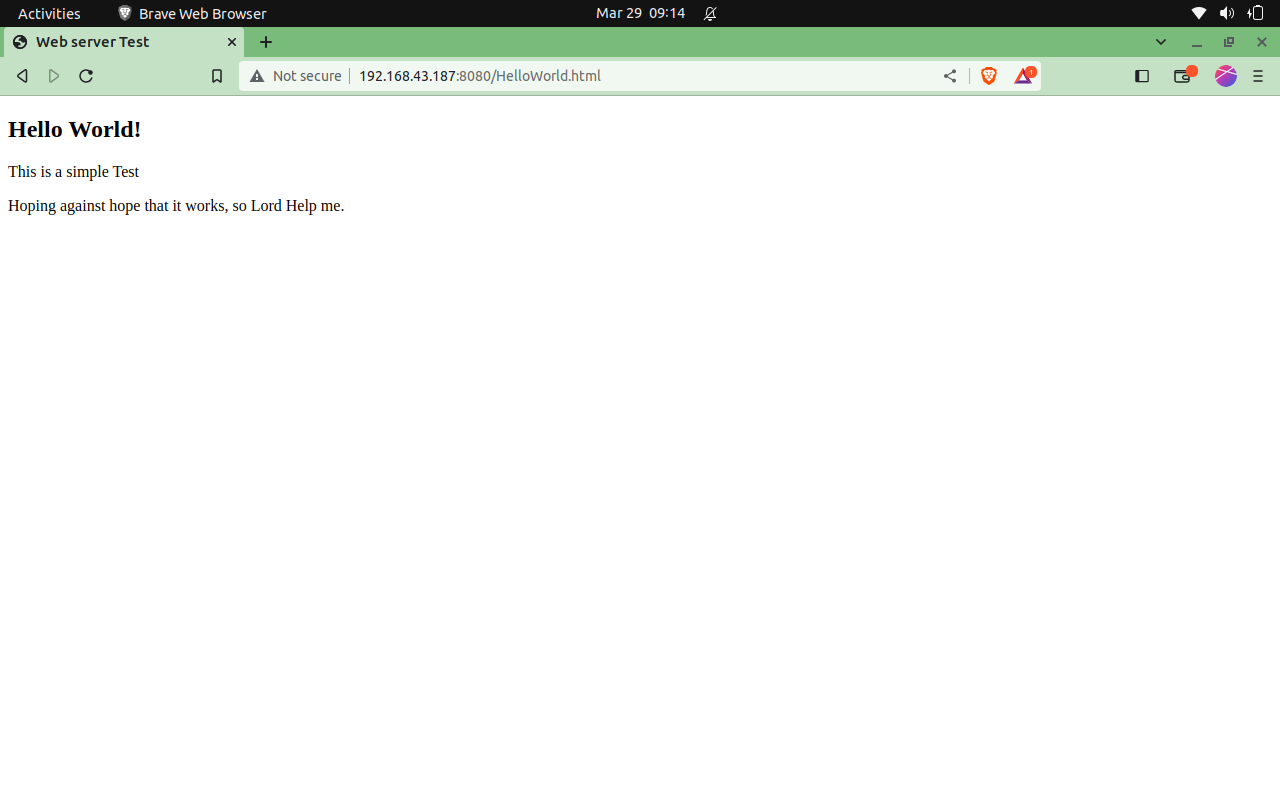 Activities Brave Web Browser Mar 29 09:14
Web server Test
Not secure 192.168.43.187:8080/HelloWorld.html 1
Hello World!
This is a simple Test
Hoping against hope that it works, so Lord Help me.